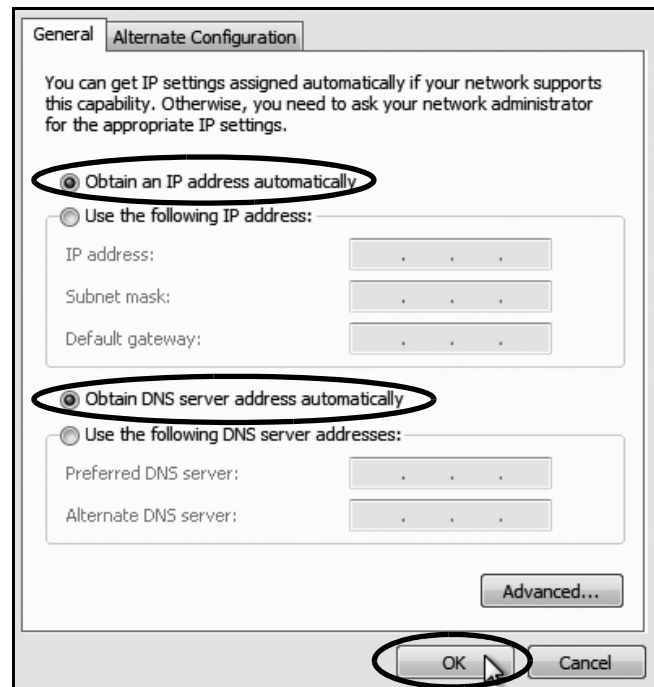 General
Alternate Configuration
You can get IP settings assigned automatically if your network supports
this capability. Otherwise, you need to ask your network administrator
for the appropriate IP settings.
Obtain an IP address automatically
Use the following IP address:
IP address:
Subnet mask:
Default gateway:
Obtain DNS server address automatically
Use the following DNS server addresses:
Preferred DNS server:
Alternate DNS server:
Advanced...
OK
Cancel